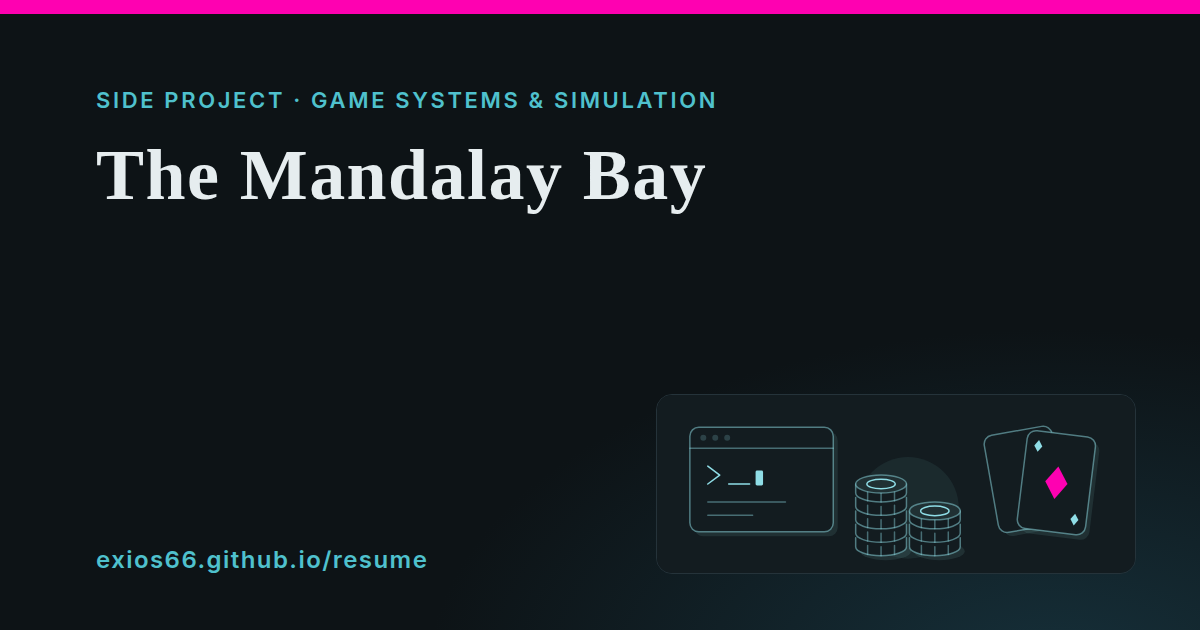 SIDE PROJECT · GAME SYSTEMS & SIMULATION
The Mandalay Bay
exios66.github.io/resume